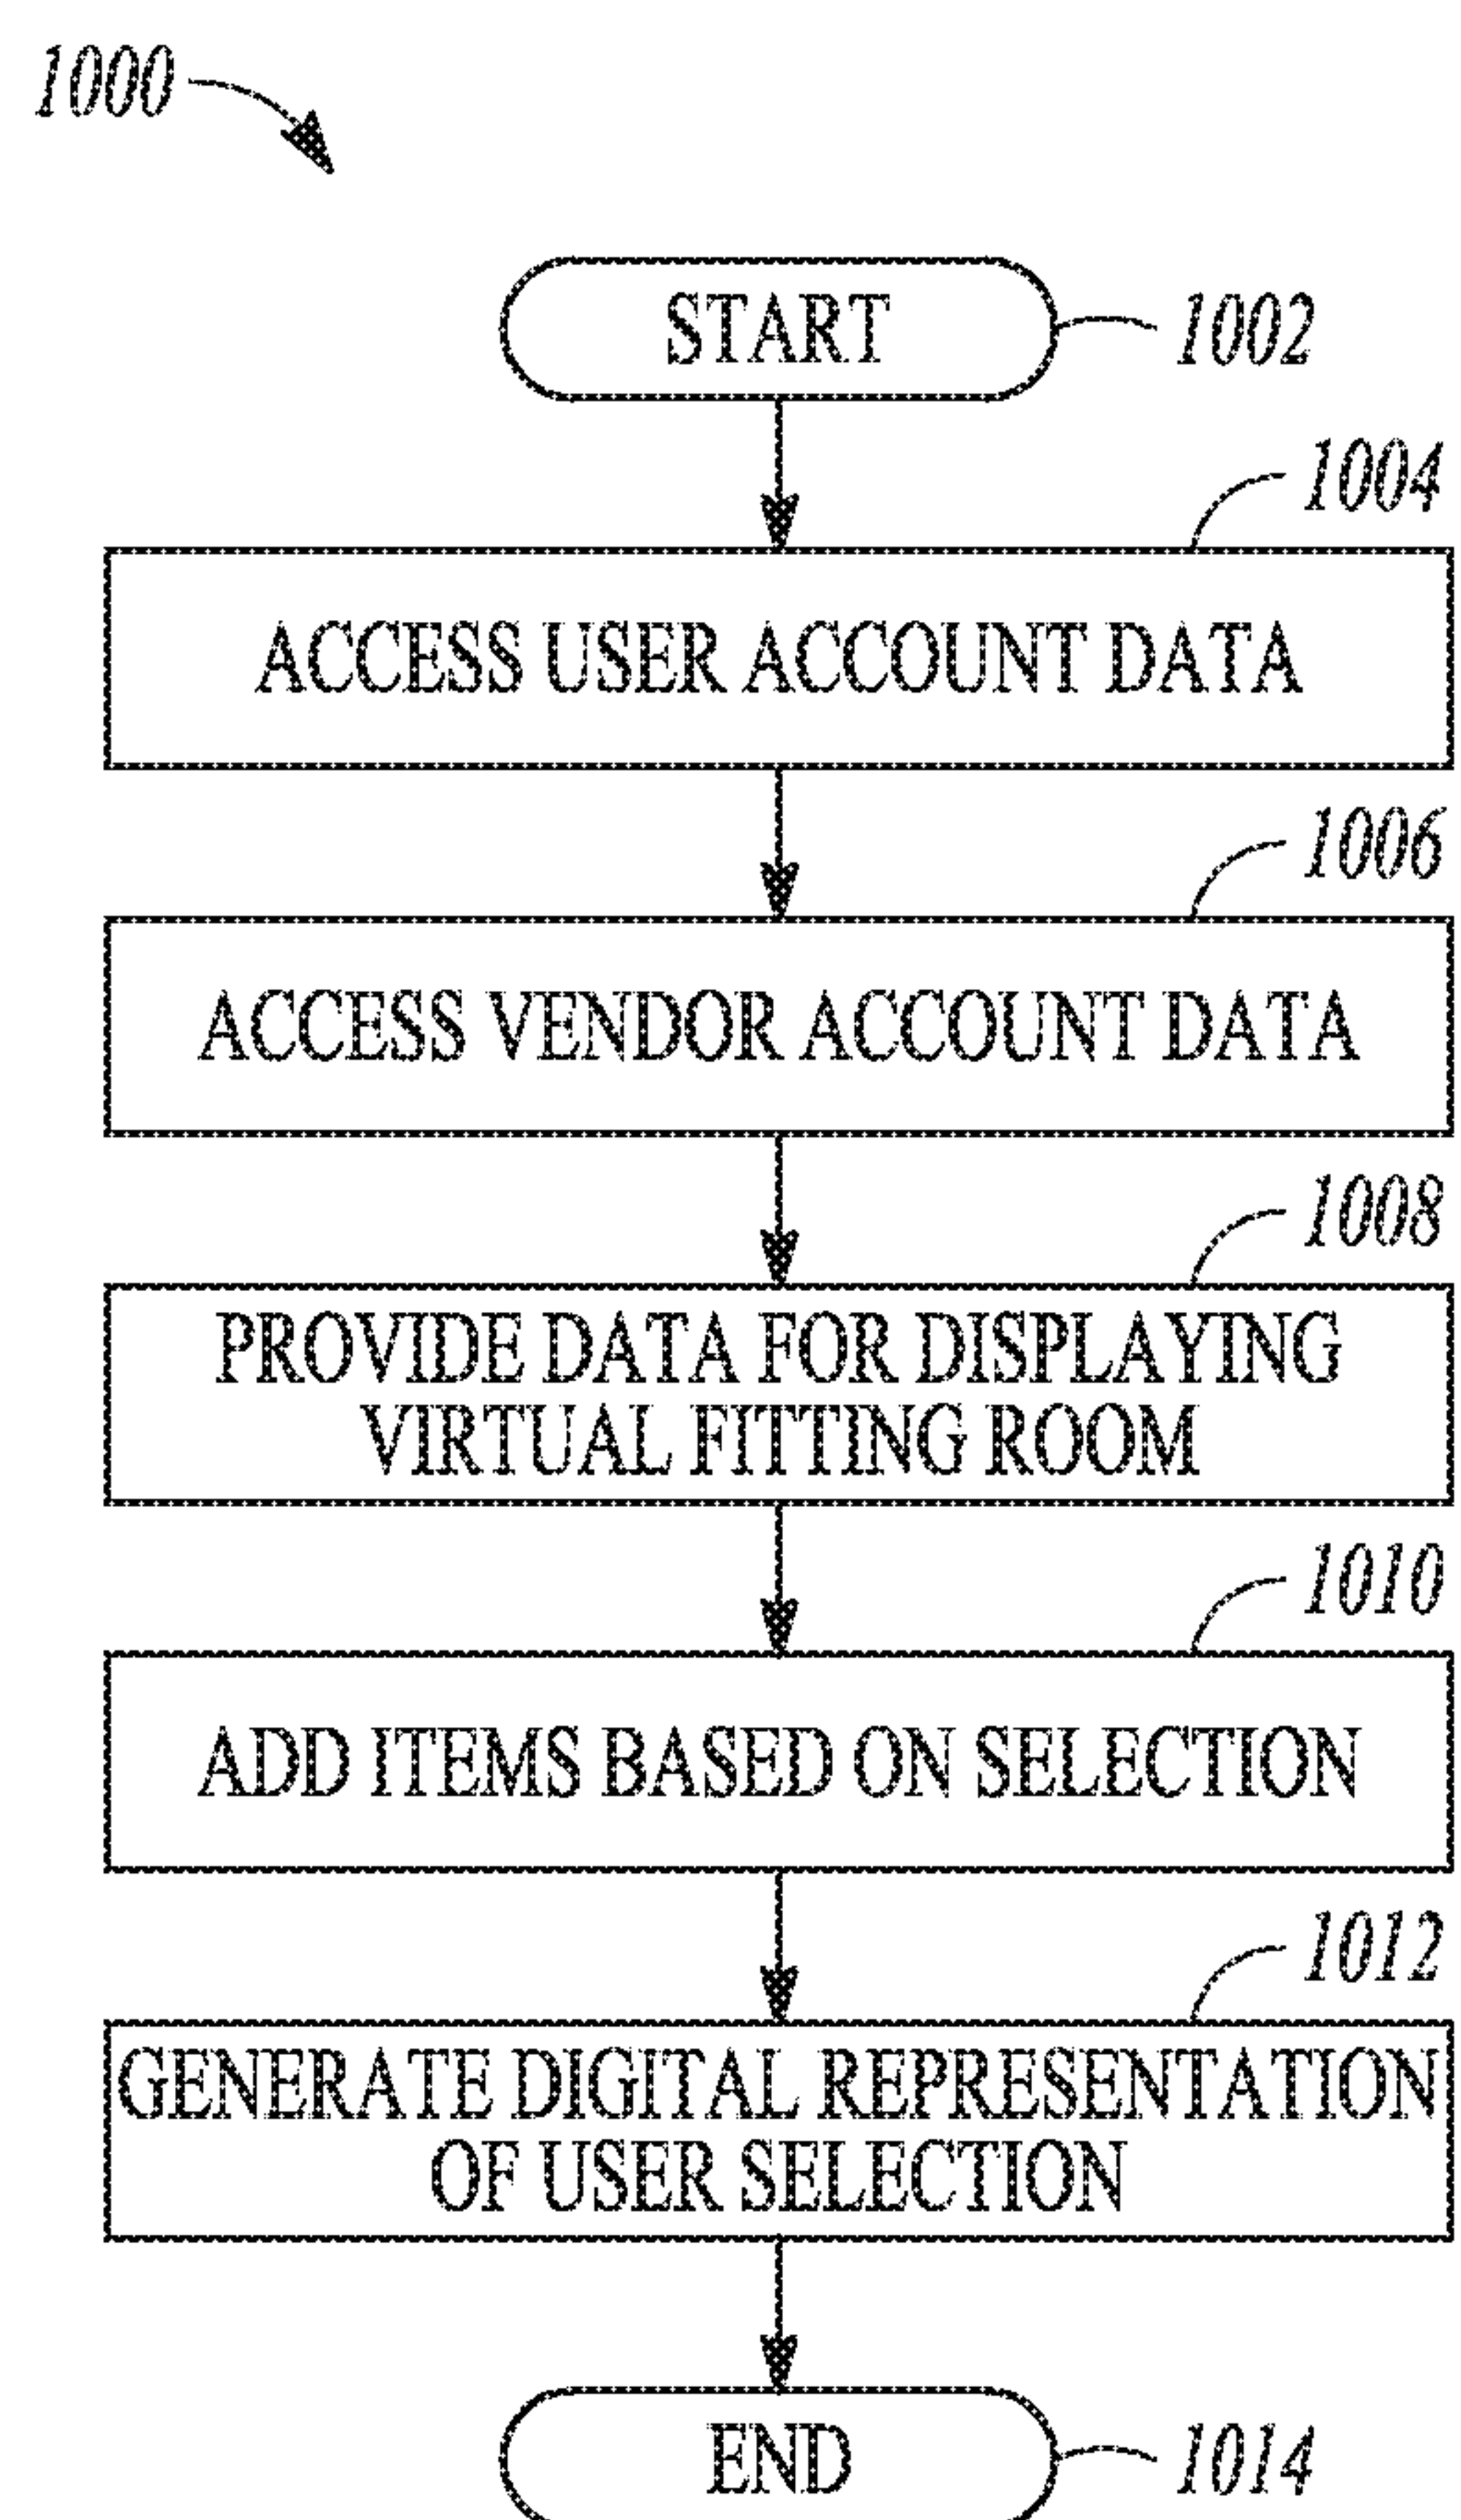 1000
START
1002
1004
ACCESS USER ACCOUNT DATA
1006
ACCESS VENDOR ACCOUNT DATA
1008
PROVIDE DATA FOR DISPLAYING
VIRTUAL FITTING ROOM
1010
ADD ITEMS BASED ON SELECTION
1012
GENERATE DIGITAL REPRESENTATION
OF USER SELECTION
END
1014